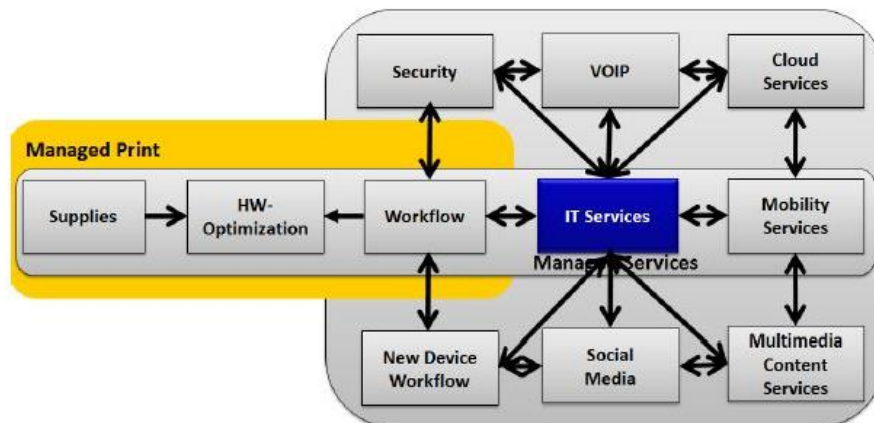 Security
VOIP
Cloud
Services
Managed Print
Supplies
HW-
Optimization
Workflow
IT Services
Mobility
Services
Managed Services
New Device
Workflow
Social
Media
Multimedia
Content
Services